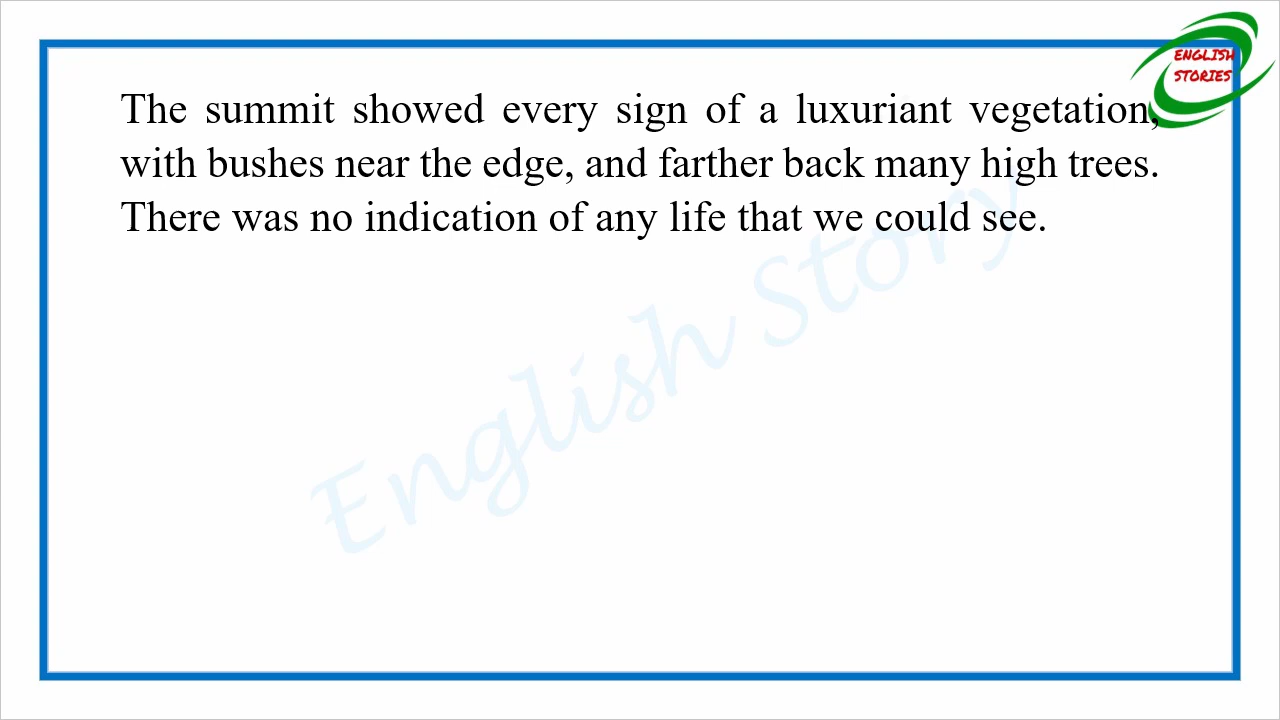 ENGLISH
STORIES
The summit showed every sign of a luxuriant vegetation,
with bushes near the edge, and farther back many high trees.
There was no indication of any life that we could see.
English Story